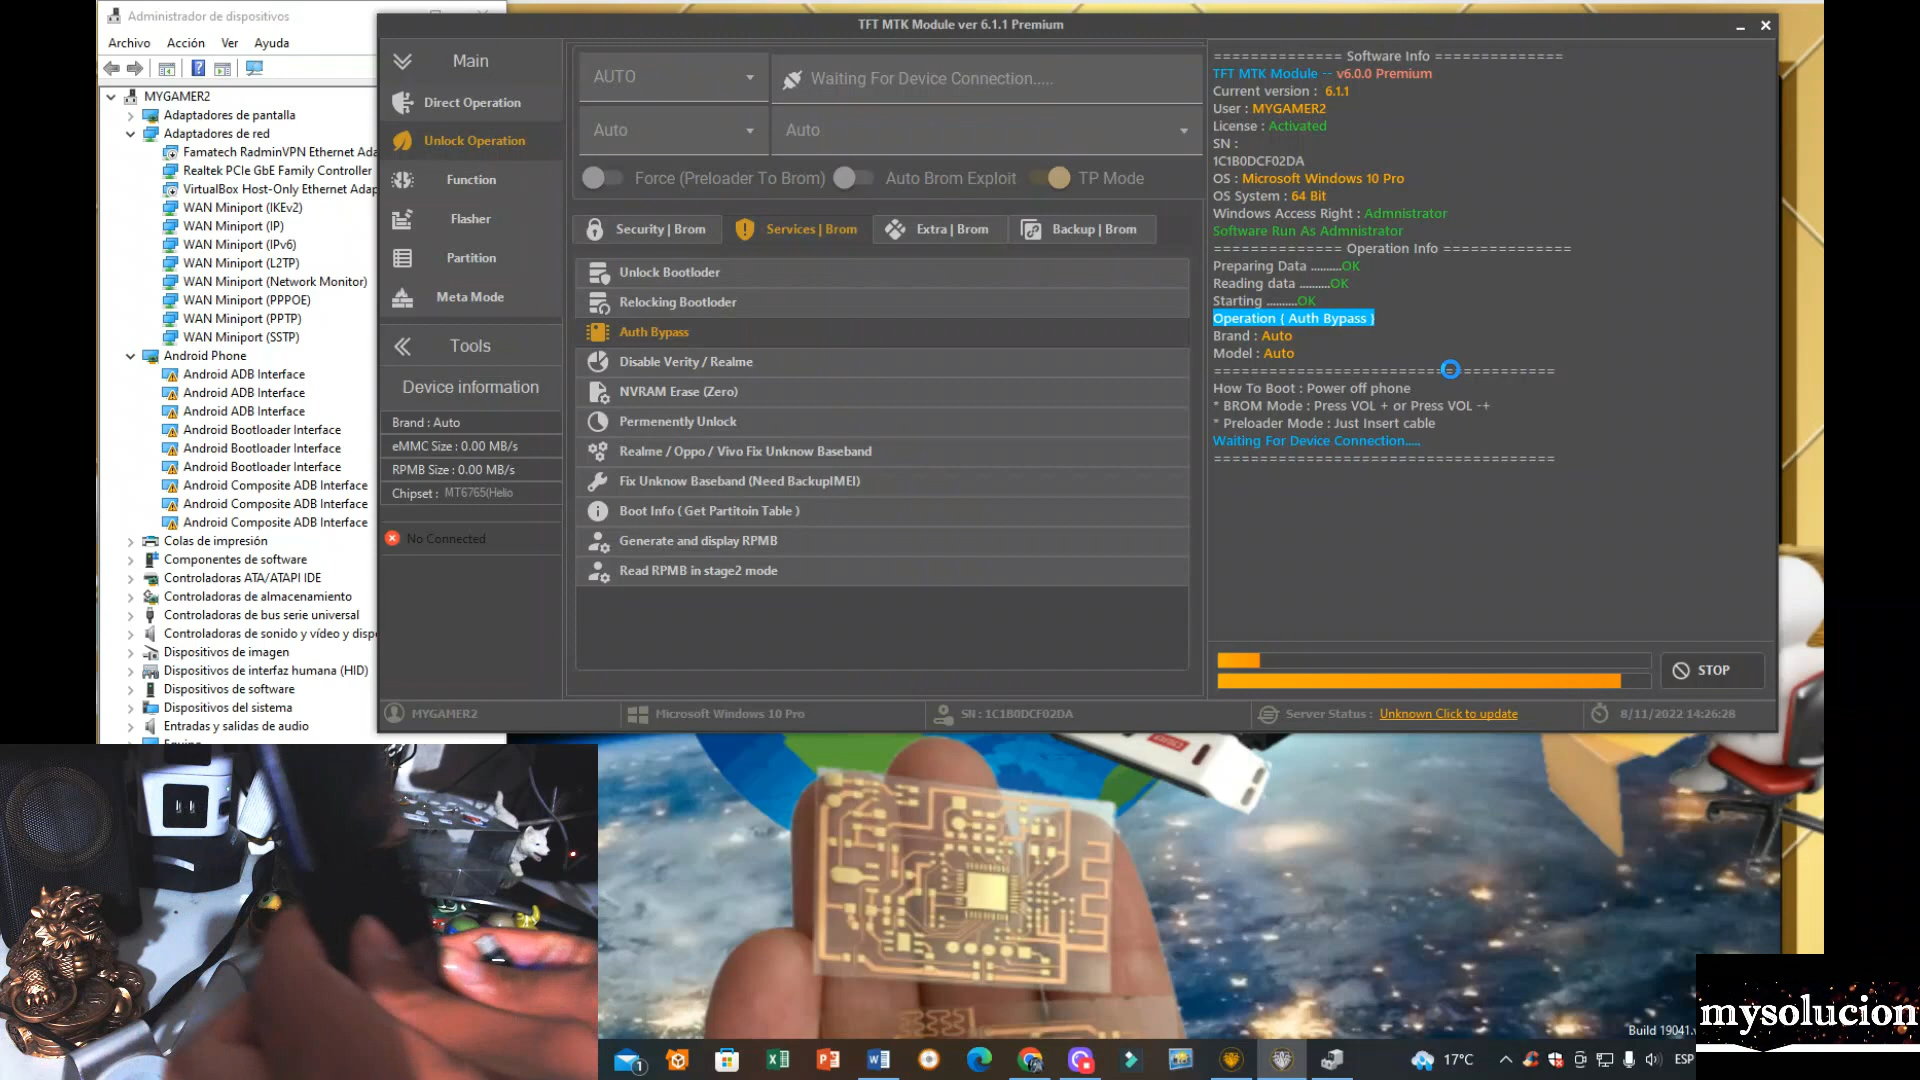 Administrador de dispositivos
Archivo Acción Ver Ayuda
MYGAMER2
Adaptadores de pantalla
Adaptadores de red
Famatech RadminVPN Ethernet Ada
Realtek PCIe GbE Family Controller
VirtualBox Host-Only Ethernet Adap
WAN Miniport (IKEv2)
WAN Miniport (IP)
WAN Miniport (IPv6)
WAN Miniport (L2TP)
WAN Miniport (Network Monitor)
WAN Miniport (PPPOE)
WAN Miniport (PPTP)
WAN Miniport (SSTP)
Android Phone
Android ADB Interface
Android ADB Interface
Android ADB Interface
Android Bootloader Interface
Android Bootloader Interface
Android Bootloader Interface
Android Composite ADB Interface
Android Composite ADB Interface
Android Composite ADB Interface
Colas de impresión
Componentes de software
Controladoras ATA/ATAPI IDE
Controladoras de almacenamiento
Controladoras de bus serie universal
Controladoras de sonido y vídeo y dispo
Dispositivos de imagen
Dispositivos de interfaz humana (HID)
Dispositivos de software
Dispositivos del sistema
Entradas y salidas de audio
TFT MTK Module ver 6.1.1 Premium
Main
Direct Operation
Unlock Operation
Function
Flasher
Partition
Meta Mode
Tools
Device information
Brand : Auto
eMMC Size : 0.00 MB/s
RPMB Size : 0.00 MB/s
Chipset : MT6765(Helio
No Connected
AUTO
Waiting For Device Connection.....
Auto
Auto
Force (Preloader To Brom) Auto Brom Exploit TP Mode
Security | Brom Services | Brom Extra | Brom Backup | Brom
Unlock Bootloder
Relocking Bootloder
Auth Bypass
Disable Verity / Realme
NVRAM Erase (Zero)
Permenently Unlock
Realme / Oppo / Vivo Fix Unknow Baseband
Fix Unknow Baseband (Need BackupIMEI)
Boot Info ( Get Partitoin Table )
Generate and display RPMB
Read RPMB in stage2 mode
============= Software Info =============
TFT MTK Module -- v6.0.0 Premium
Current version : 6.1.1
User : MYGAMER2
License : Activated
SN :
1C1B0DCF02DA
OS : Microsoft Windows 10 Pro
OS System : 64 Bit
Windows Access Right : Admnistrator
Software Run As Admnistrator
============= Operation Info =============
Preparing Data ..........OK
Reading data ..........OK
Starting ..........OK
Operation { Auth Bypass }
Brand : Auto
Model : Auto
===================================
How To Boot : Power off phone
* BROM Mode : Press VOL + or Press VOL -+
* Preloader Mode : Just Insert cable
Waiting For Device Connection.....
===================================
STOP
MYGAMER2 Microsoft Windows 10 Pro SN : 1C1B0DCF02DA Server Status : Unknown Click to update 8/11/2022 14:26:28
mysolucion
Build 19041.
17°C ESP